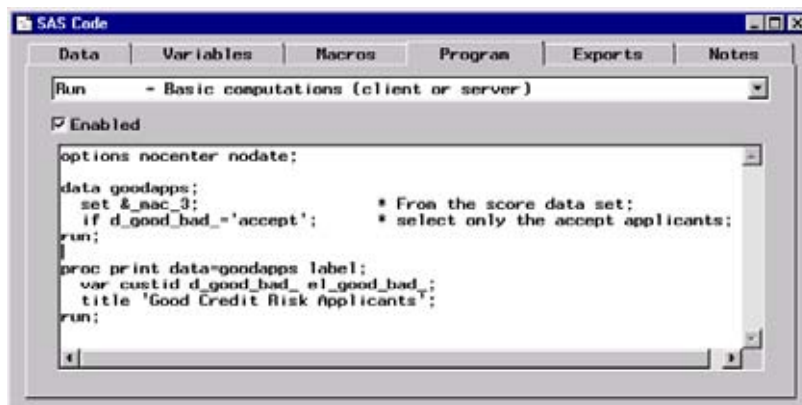 SAS Code
Data Variables Macros Program Exports Notes
Run - Basic computations (client or server)
Enabled
options nocenter nodate;
data goodapps;
set &_mac_3; * From the score data set;
if d_good_bad_='accept'; * select only the accept applicants;
run;
proc print data=goodapps label;
var custid d_good_bad_ el_good_bad_;
title 'Good Credit Risk Applicants';
run;